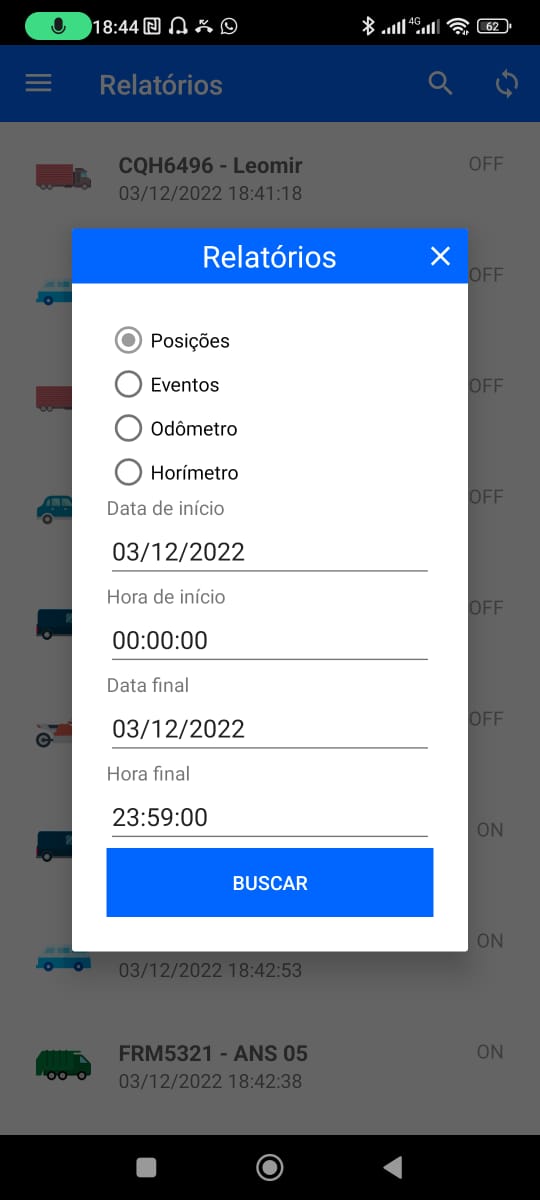 18:44 4G 62
Relatórios
CQH6496 - Leomir OFF
03/12/2022 18:41:18
Relatórios
OFF
Posições
Eventos
OFF
Odômetro
Horímetro
OFF
Data de início
03/12/2022
Hora de início
OFF
00:00:00
Data final
OFF
03/12/2022
Hora final
23:59:00
ON
BUSCAR
ON
03/12/2022 18:42:53
FRM5321 - ANS 05 ON
03/12/2022 18:42:38